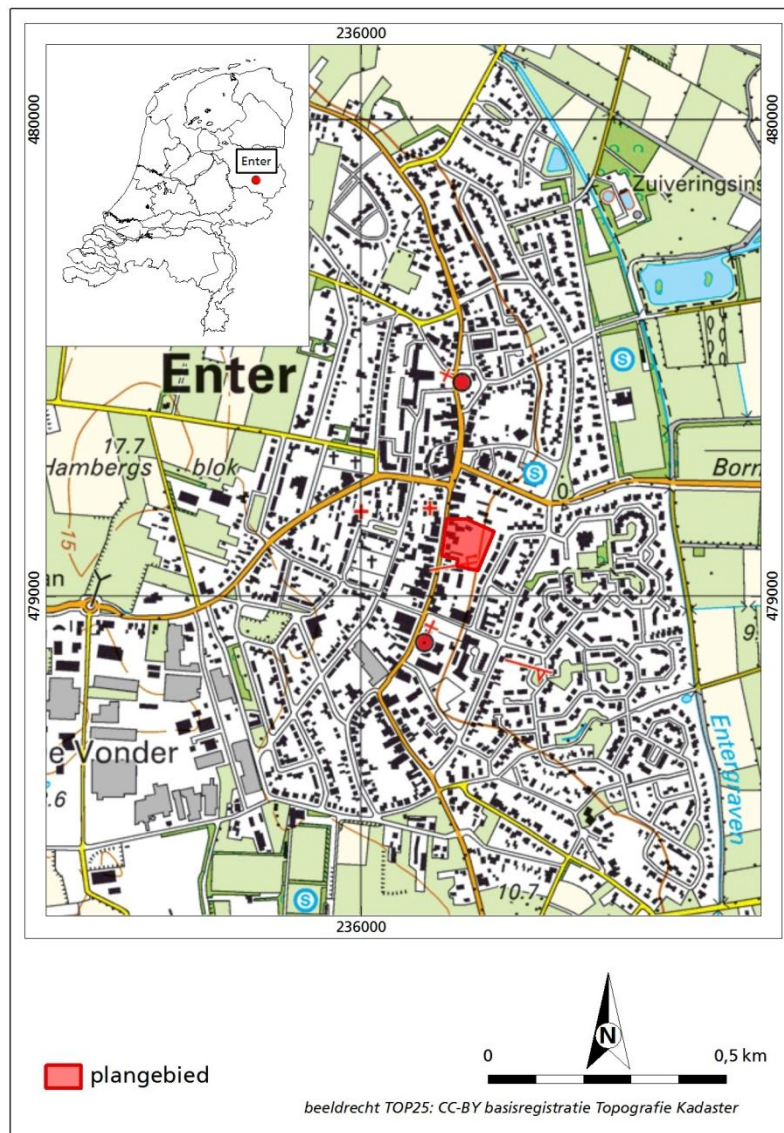 236000
480000
480000
Enter
Zuiveringsins
S
Enter
17.7
Hambergs blok
S
Born
0
15
an
479000
479000
9
e Vonder
.6
Entergraven
S
10.7
236000
N
plangebied
0
0,5 km
beeldrecht TOP25: CC-BY basisregistratie Topografie Kadaster